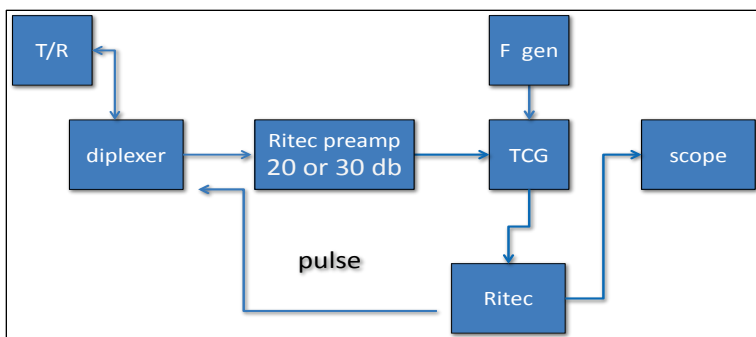 T/R
F gen
diplexer
Ritec preamp
20 or 30 db
TCG
scope
pulse
Ritec